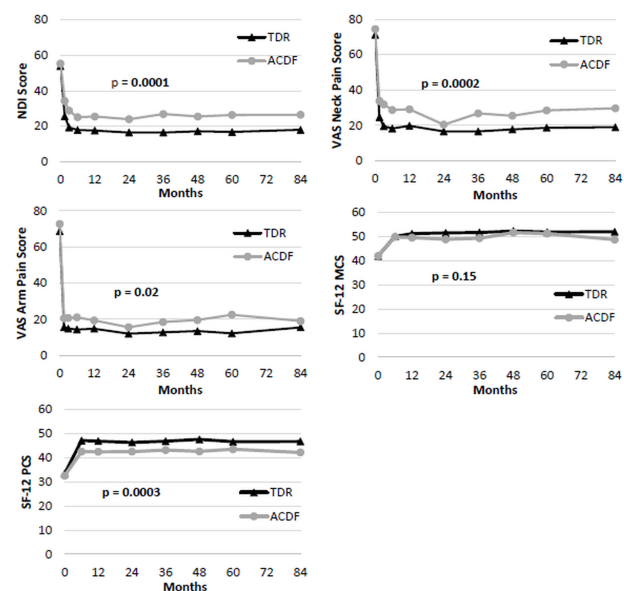 80
60
40
20
0
NDI Score
TDR
ACDF
p = 0.0001
0 12 24 36 48 60 72 84
Months
80
60
40
20
0
VAS Neck Pain Score
TDR
ACDF
p = 0.0002
0 12 24 36 48 60 72 84
Months
80
60
40
20
0
VAS Arm Pain Score
TDR
ACDF
p = 0.02
0 12 24 36 48 60 72 84
Months
60
50
40
30
20
10
0
SF-12 MCS
p = 0.15
TDR
ACDF
0 12 24 36 48 60 72 84
Months
60
50
40
30
20
10
0
SF-12 PCS
p = 0.0003
TDR
ACDF
0 12 24 36 48 60 72 84
Months